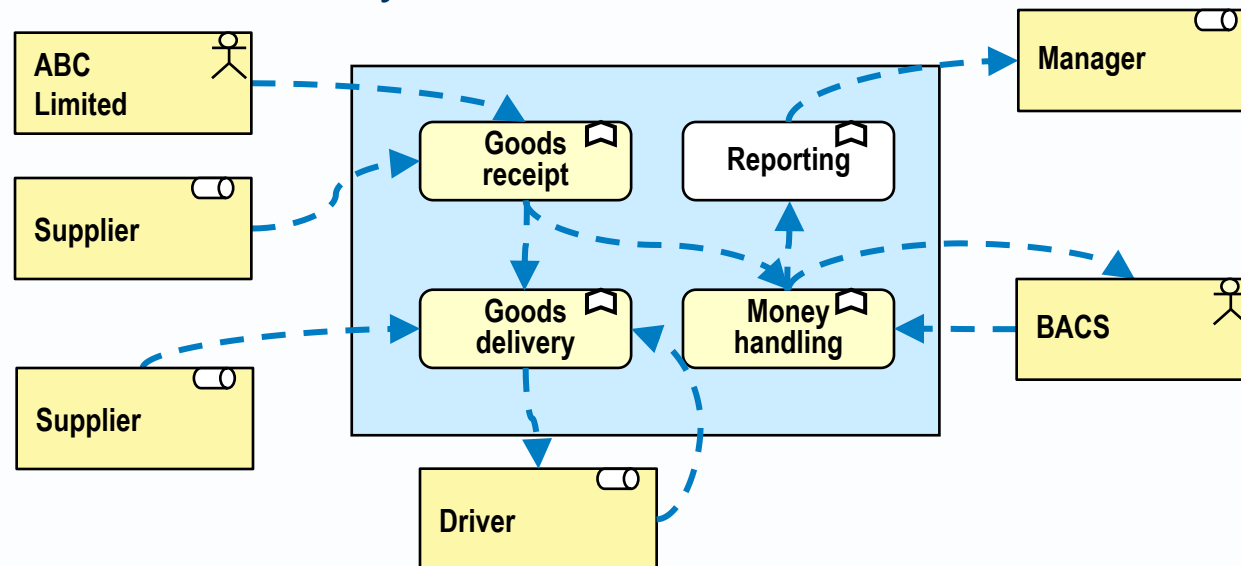 ABC
Limited
Supplier
Supplier
Goods
receipt
Reporting
Goods
delivery
Money
handling
Driver
Manager
BACS